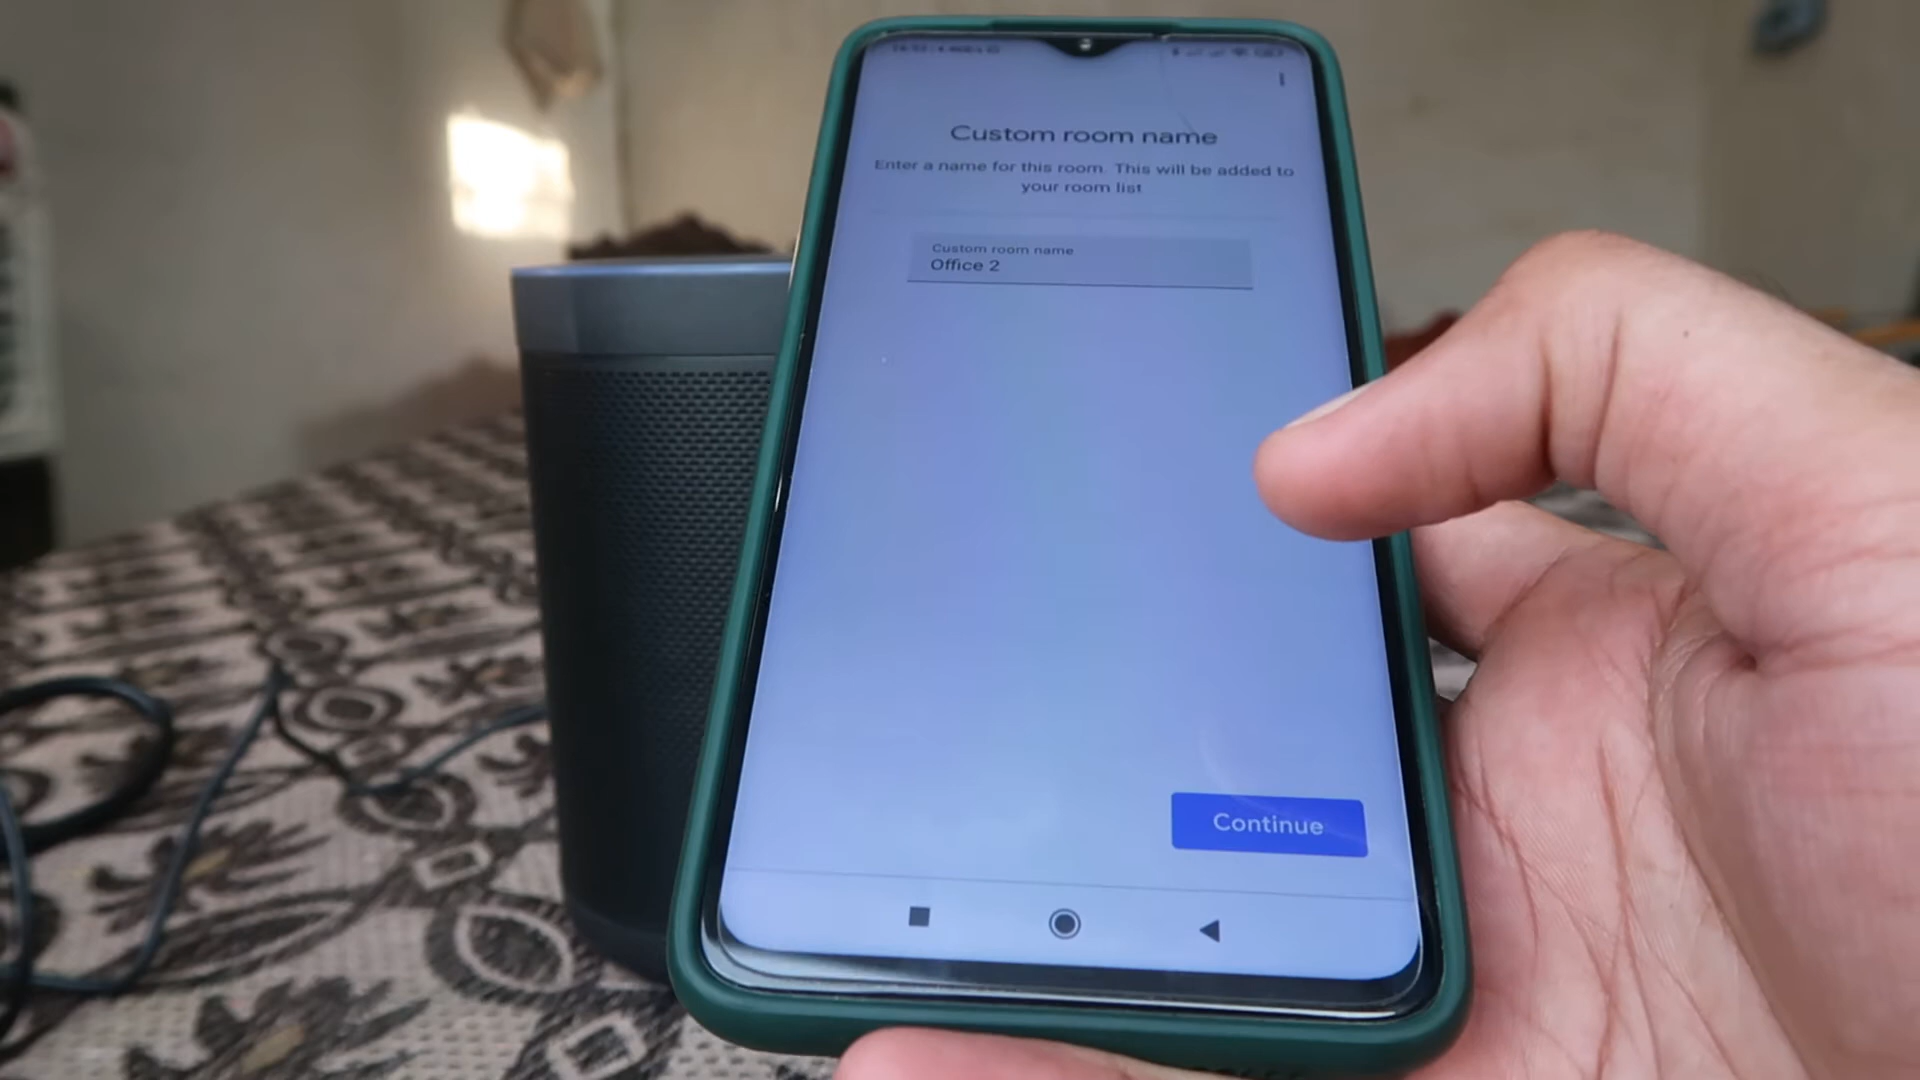 Custom room name
Enter a name for this room. This will be added to
your room list
Custom room name
Office 2
Continue